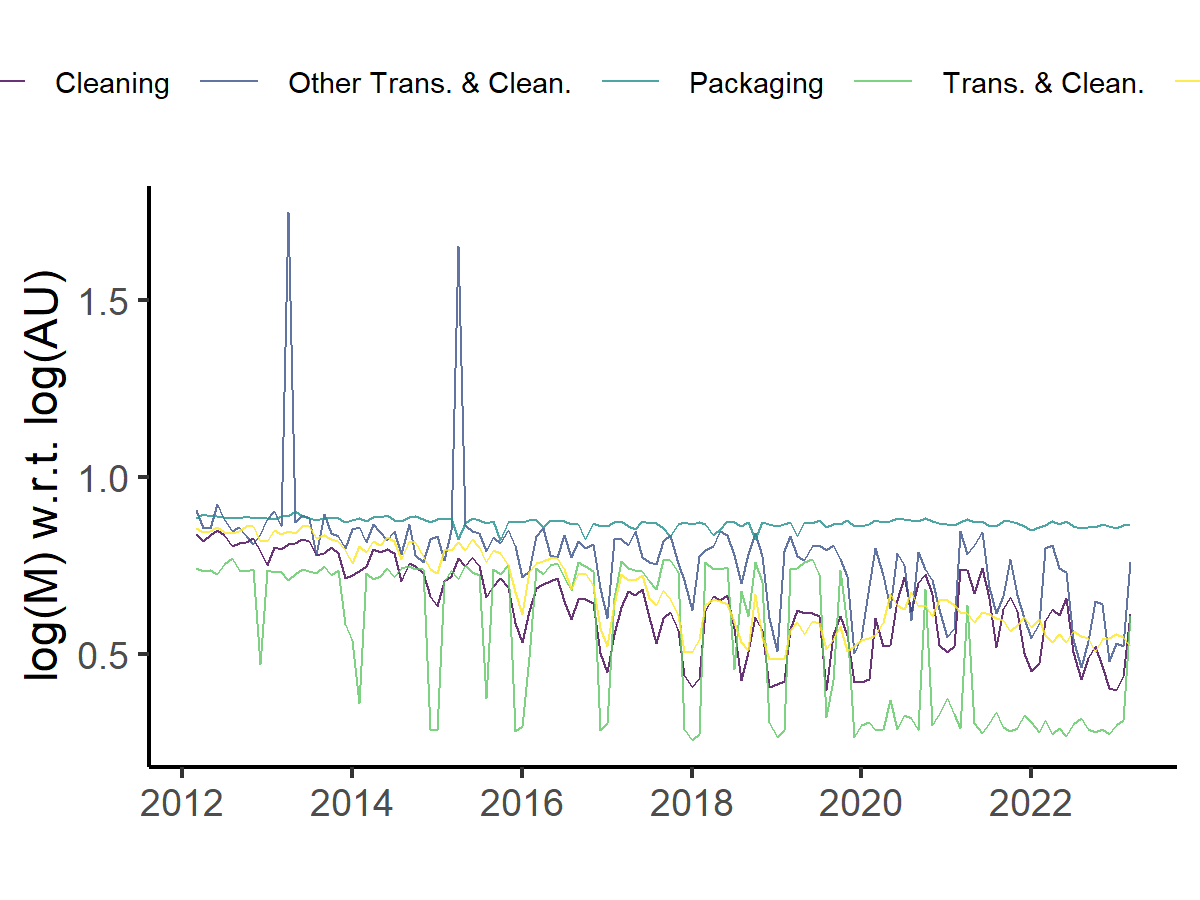 Cleaning Other Trans. & Clean. Packaging Trans. & Clean.
log(M) w.r.t. log(AU)
1.5
1.0
0.5
2012 2014 2016 2018 2020 2022